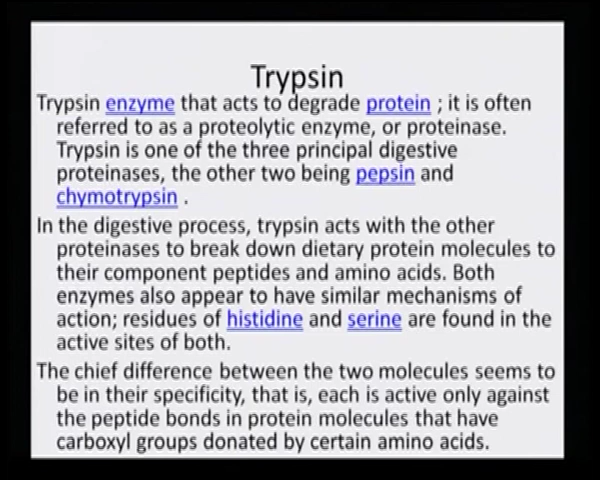 Trypsin
Trypsin enzyme that acts to degrade protein ; it is often
referred to as a proteolytic enzyme, or proteinase.
Trypsin is one of the three principal digestive
proteinases, the other two being pepsin and
chymotrypsin .
In the digestive process, trypsin acts with the other
proteinases to break down dietary protein molecules to
their component peptides and amino acids. Both
enzymes also appear to have similar mechanisms of
action; residues of histidine and serine are found in the
active sites of both.
The chief difference between the two molecules seems to
be in their specificity, that is, each is active only against
the peptide bonds in protein molecules that have
carboxyl groups donated by certain amino acids.